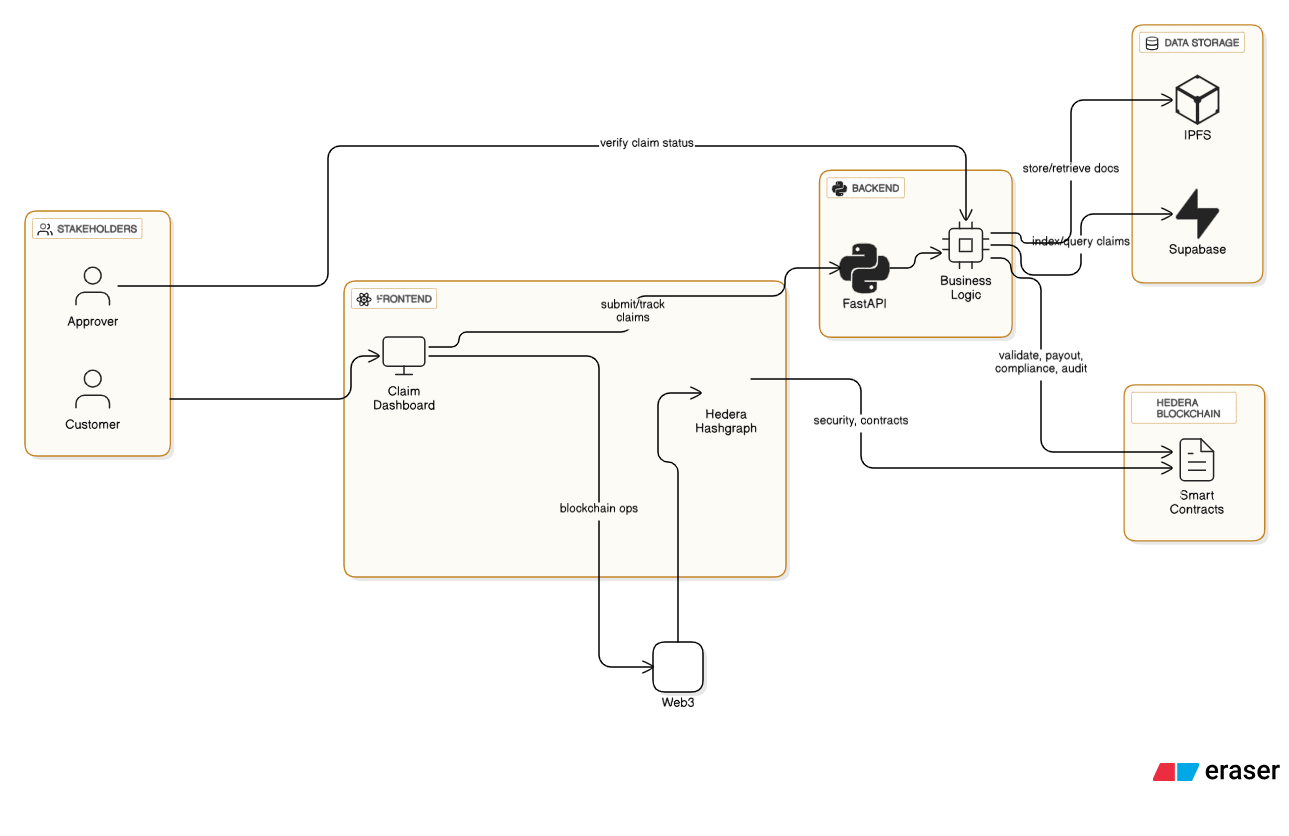 DATA STORAGE
IPFS
verify claim status
store/retrieve docs
BACKEND
STAKEHOLDERS
index/query claims
Supabase
Business
Logic
FastAPI
FRONTEND
submit/track
claims
Approver
validate, payout,
compliance, audit
Claim
Dashboard
Customer
Hedera
Hashgraph
security, contracts
HEDERA
BLOCKCHAIN
Smart
Contracts
blockchain ops
Web3
eraser